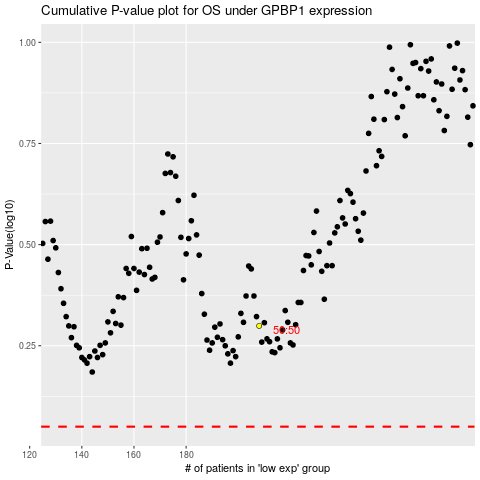 Cumulative P-value plot for OS under GPBP1 expression
1.00
0.75
0.50
0.25
P-Value(log10)
50:50
120 140 160 180
# of patients in 'low exp' group